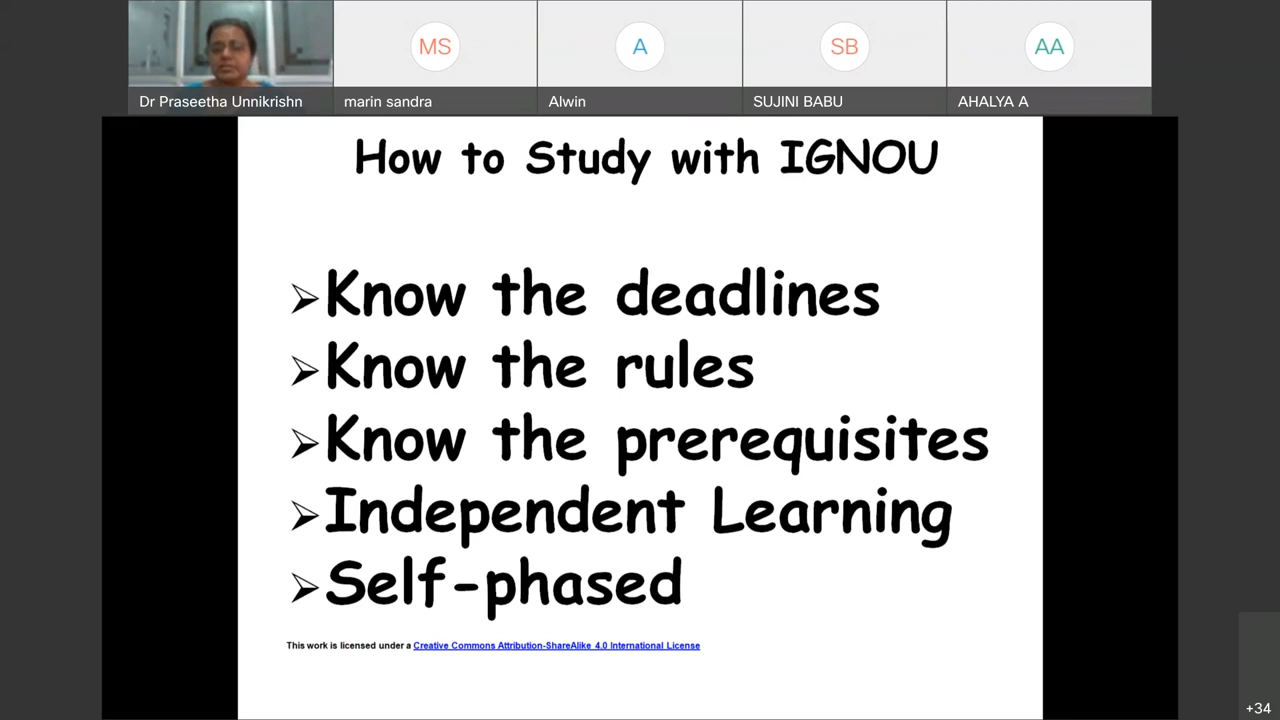 MS
A
SB
AA
Dr Praseetha Unnikrishn
marin sandra
Alwin
SUJINI BABU
AHALYA A
How to Study with IGNOU
Know the deadlines
Know the rules
Know the prerequisites
Independent Learning
Self-phased
This work is licensed under a Creative Commons Attribution-ShareAlike 4.0 International License
+34